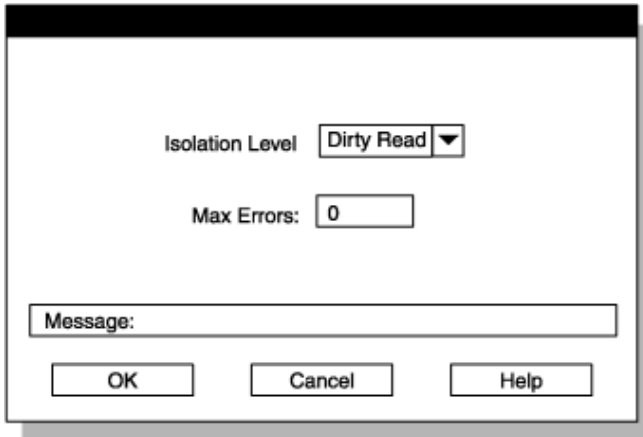 Isolation Level Dirty Read
Max Errors: 0
Message:
OK Cancel Help